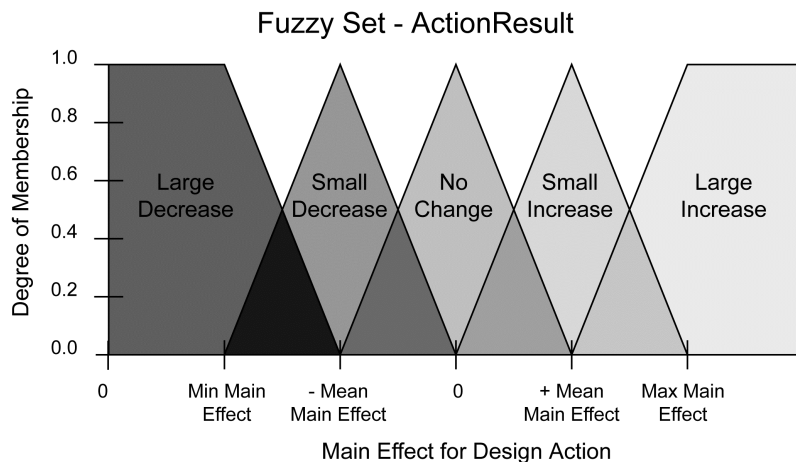 Fuzzy Set - ActionResult
Degree of Membership
1.0
0.8
0.6
0.4
0.2
0.0
Large
Decrease
Small
Decrease
No
Change
Small
Increase
Large
Increase
0
Min Main
Effect
- Mean
Main Effect
0
+ Mean
Main Effect
Max Main
Effect
Main Effect for Design Action